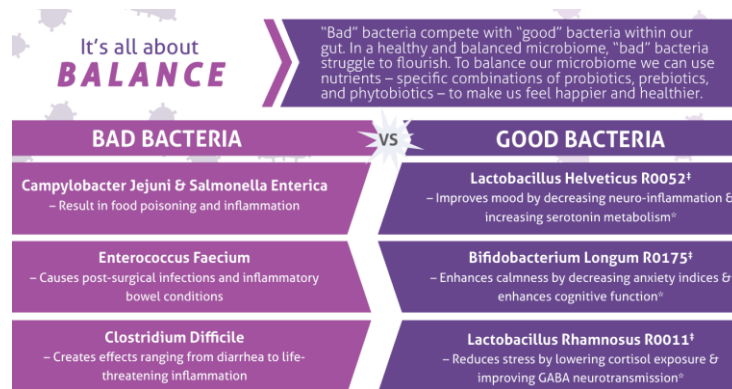 It's all about
BALANCE
"Bad" bacteria compete with "good" bacteria within our
gut. In a healthy and balanced microbiome, "bad" bacteria
struggle to flourish. To balance our microbiome we can use
nutrients – specific combinations of probiotics, prebiotics,
and phytobiotics – to make us feel happier and healthier.
BAD BACTERIA
VS
GOOD BACTERIA
Campylobacter Jejuni & Salmonella Enterica
– Result in food poisoning and inflammation
Lactobacillus Helveticus R0052‡
– Improves mood by decreasing neuro-inflammation &
increasing serotonin metabolism*
Enterococcus Faecium
– Causes post-surgical infections and inflammatory
bowel conditions
Bifidobacterium Longum R0175‡
– Enhances calmness by decreasing anxiety indices &
enhances cognitive function*
Clostridium Difficile
– Creates effects ranging from diarrhea to life-
threatening inflammation
Lactobacillus Rhamnosus R0011‡
– Reduces stress by lowering cortisol exposure &
improving GABA neurotransmission*